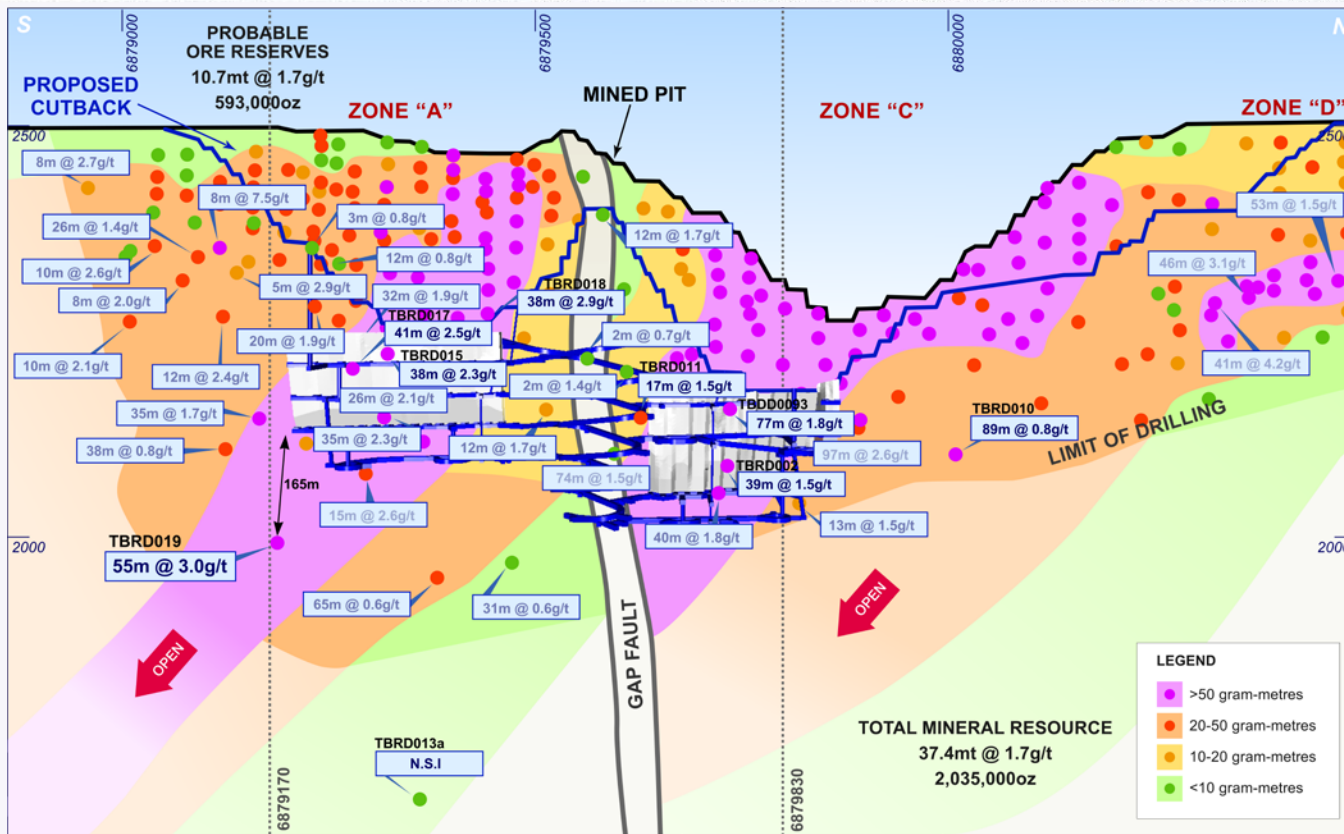 S
6879000
6879500
6880000
N
PROBABLE
ORE RESERVES
10.7mt @ 1.7g/t
593,000oz
PROPOSED
CUTBACK
ZONE “A”
MINED PIT
ZONE “C”
ZONE “D”
2500
2500
8m @ 2.7g/t
8m @ 7.5g/t
53m @ 1.5g/t
26m @ 1.4g/t
3m @ 0.8g/t
12m @ 1.7g/t
10m @ 2.6g/t
12m @ 0.8g/t
46m @ 3.1g/t
8m @ 2.0g/t
5m @ 2.9g/t
32m @ 1.9g/t
TBRD018
38m @ 2.9g/t
TBRD017
41m @ 2.5g/t
20m @ 1.9g/t
2m @ 0.7g/t
10m @ 2.1g/t
12m @ 2.4g/t
TBRD015
38m @ 2.3g/t
TBRD011
17m @ 1.5g/t
41m @ 4.2g/t
2m @ 1.4g/t
26m @ 2.1g/t
35m @ 1.7g/t
TBDD0093
77m @ 1.8g/t
TBRD010
89m @ 0.8g/t
LIMIT OF DRILLING
38m @ 0.8g/t
35m @ 2.3g/t
12m @ 1.7g/t
97m @ 2.6g/t
165m
74m @ 1.5g/t
TBRD002
39m @ 1.5g/t
15m @ 2.6g/t
13m @ 1.5g/t
40m @ 1.8g/t
2000
2000
TBRD019
55m @ 3.0g/t
65m @ 0.6g/t
31m @ 0.6g/t
OPEN
OPEN
GAP FAULT
TBRD013a
N.S.I
6879170
6879830
TOTAL MINERAL RESOURCE
37.4mt @ 1.7g/t
2,035,000oz
LEGEND
>50 gram-metres
20-50 gram-metres
10-20 gram-metres
<10 gram-metres